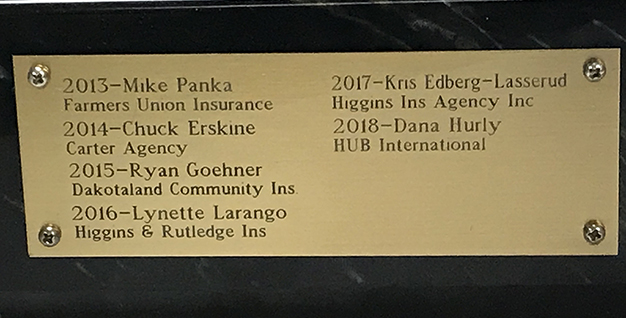 2013-Mike Panka
Farmers Union Insurance
2014-Chuck Erskine
Carter Agency
2015-Ryan Goehner
Dakotaland Community Ins.
2016-Lynette Larango
Higgins & Rutledge Ins
2017-Kris Edberg-Lasserud
Higgins Ins Agency Inc
2018-Dana Hurly
HUB International